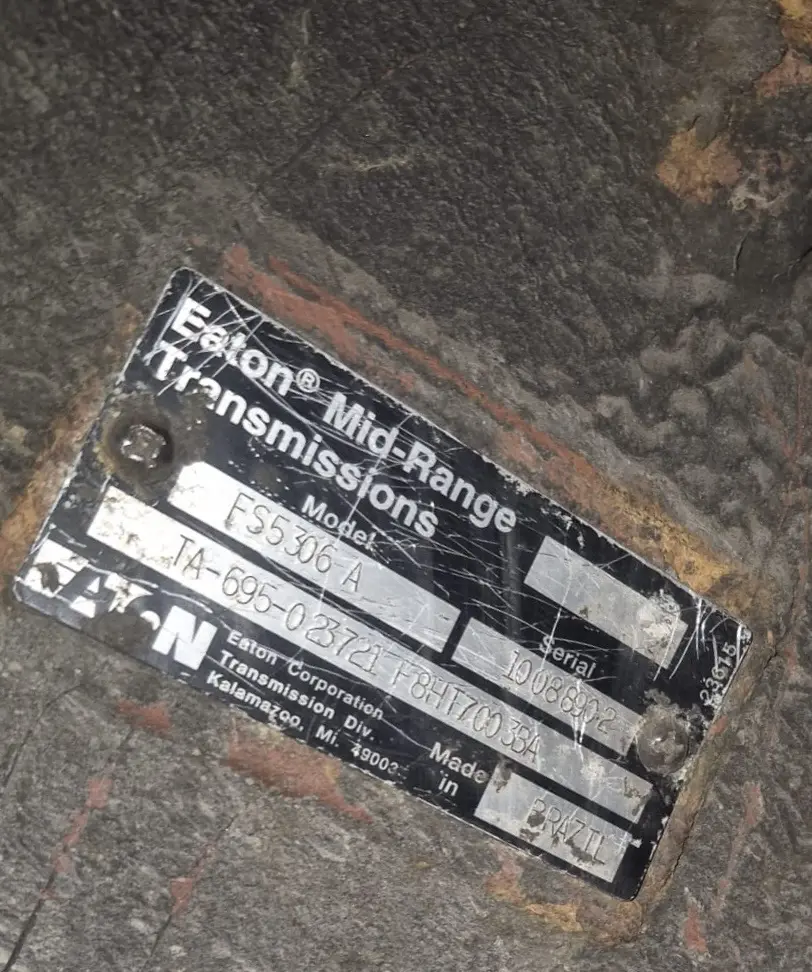 Eaton® Mid-Range
Transmissions
Model
FS5306-A
Serial
10088902
TA-695-023721 F8HT7003BA
EATON
Eaton Corporation
Transmission Div.
Kalamazoo, Mi. 49003
Made
in
BRAZIL
23615